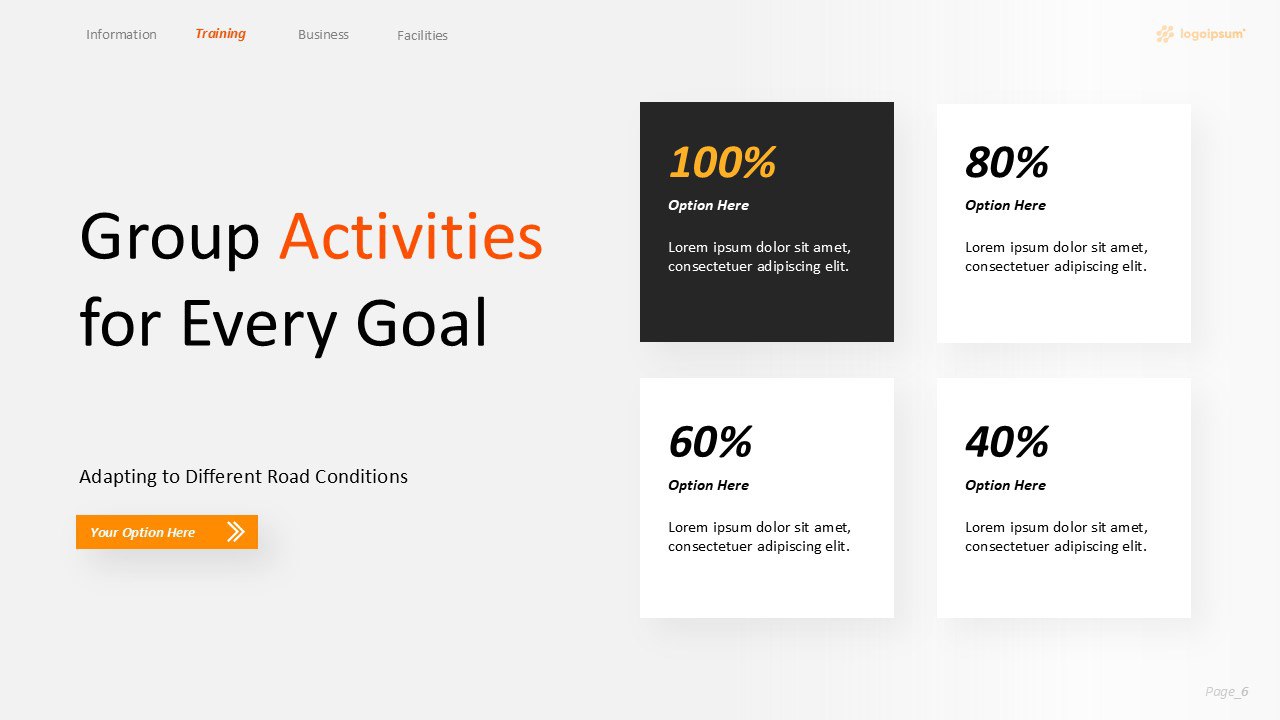 Information Training Business Facilities
logoipsum
Group Activities
for Every Goal
Adapting to Different Road Conditions
Your Option Here
100%
Option Here
Lorem ipsum dolor sit amet,
consectetuer adipiscing elit.
80%
Option Here
Lorem ipsum dolor sit amet,
consectetuer adipiscing elit.
60%
Option Here
Lorem ipsum dolor sit amet,
consectetuer adipiscing elit.
40%
Option Here
Lorem ipsum dolor sit amet,
consectetuer adipiscing elit.
Page_6